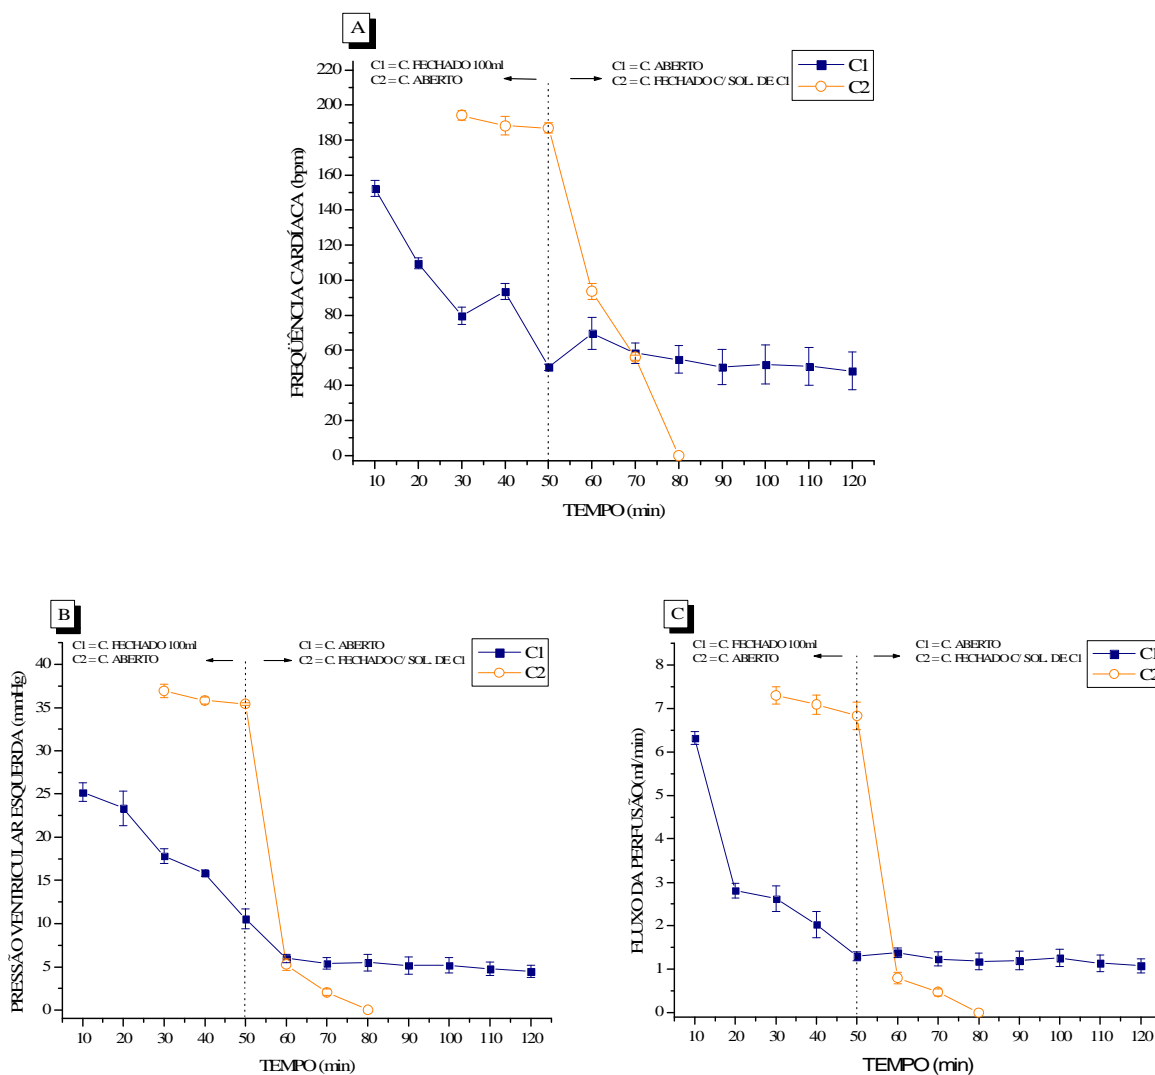 A
C1 = C. FECHADO 100ml
C2 = C. ABERTO
C1 = C. ABERTO
C2 = C. FECHADO C/ SOL. DE C1
C1
C2
220
200
180
160
140
120
100
80
60
40
20
0
FREQÜÊNCIA CARDÍACA (bpm)
10 20 30 40 50 60 70 80 90 100 110 120
TEMPO (min)
B
C1 = C. FECHADO 100ml
C2 = C. ABERTO
C1 = C. ABERTO
C2 = C. FECHADO C/ SOL. DE C1
C1
C2
40
35
30
25
20
15
10
5
0
PRESSÃO VENTRICULAR ESQUERDA (mmHg)
10 20 30 40 50 60 70 80 90 100 110 120
TEMPO (min)
C
C1 = C. FECHADO 100ml
C2 = C. ABERTO
C1 = C. ABERTO
C2 = C. FECHADO C/ SOL. DE C1
C1
C2
8
7
6
5
4
3
2
1
0
FLUXO DA PERFUSÃO(ml/min)
10 20 30 40 50 60 70 80 90 100 110 120
TEMPO (min)